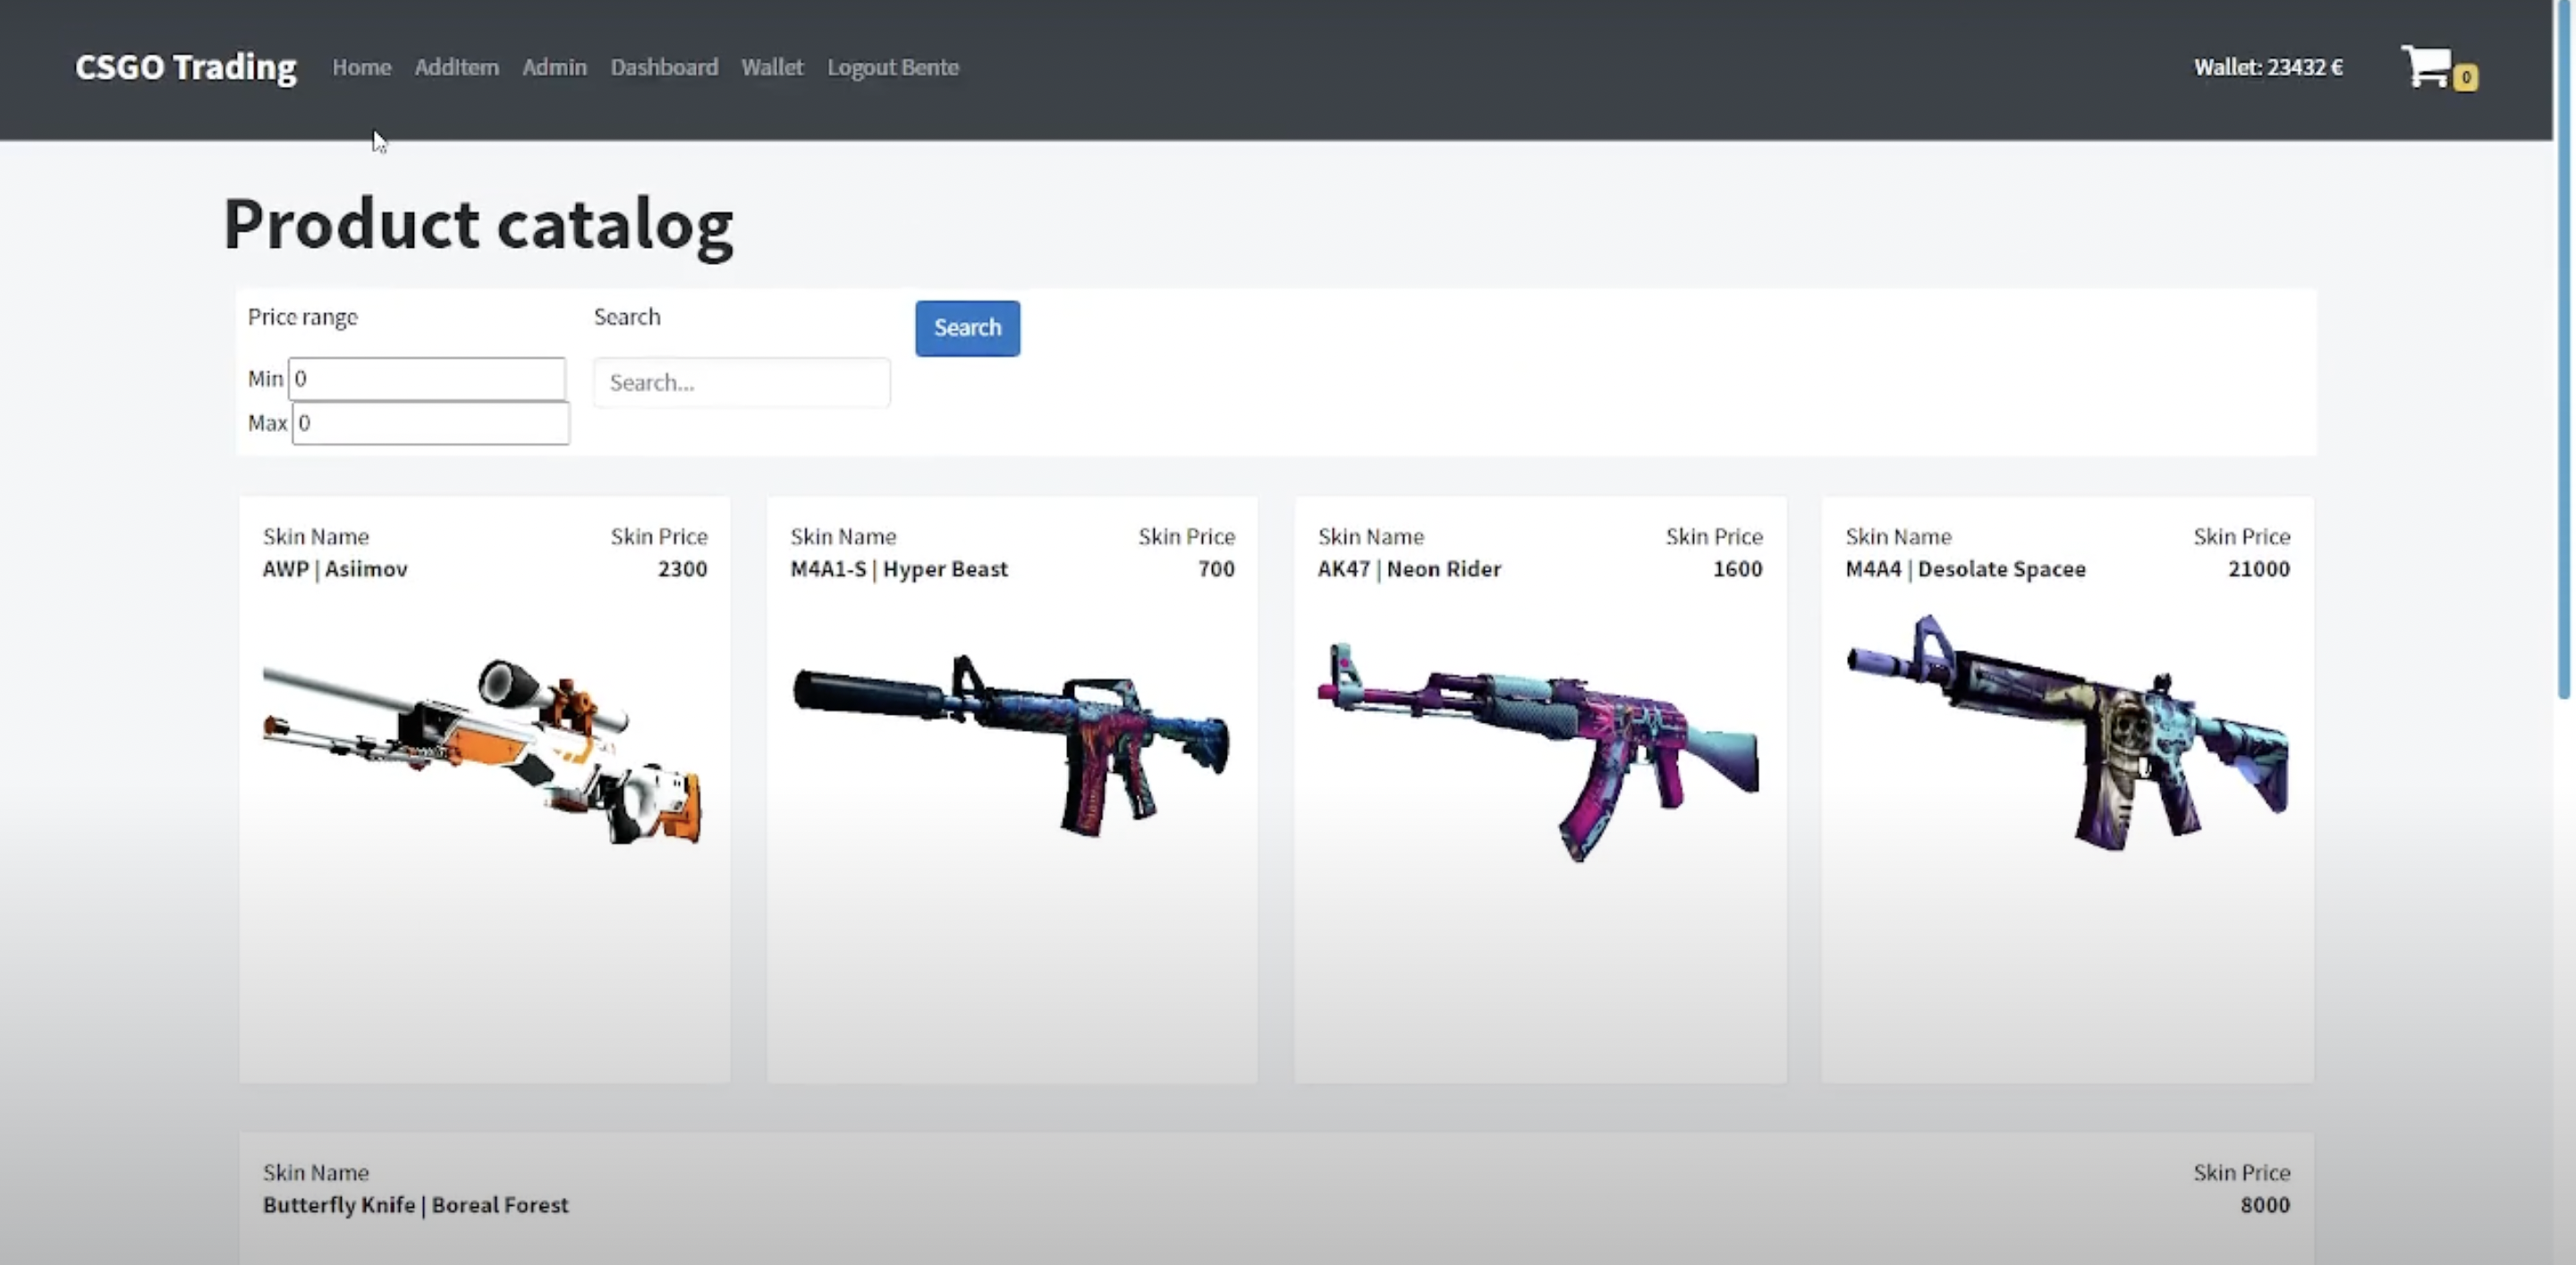 CSGO Trading Home AddItem Admin Dashboard Wallet Logout Bente Wallet: 23432 € 0
Product catalog
Price range Search Search
Min 0 Search...
Max 0
Skin Name Skin Price
AWP | Asiimov 2300
Skin Name Skin Price
M4A1-S | Hyper Beast 700
Skin Name Skin Price
AK47 | Neon Rider 1600
Skin Name Skin Price
M4A4 | Desolate Spacee 21000
Skin Name Skin Price
Butterfly Knife | Boreal Forest 8000